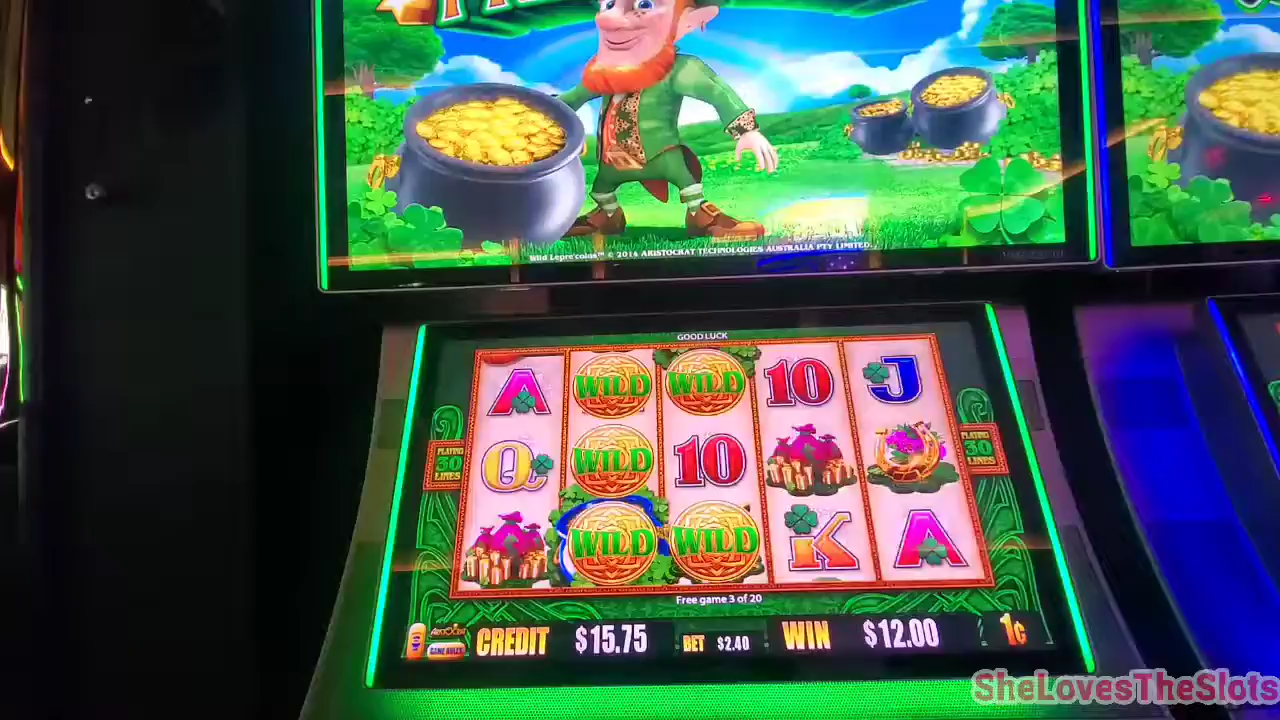 Wild Lepre'coins™ © 2016 ARISTOCRAT TECHNOLOGIES AUSTRALIA PTY LIMITED.
GOOD LUCK
A WILD WILD 10 J
PLAYING 30 LINES
Q WILD 10
PLAYING 30 LINES
WILD WILD K A
Free game 3 of 20
GAME RULES
CREDIT $15.75 BET $2.40 WIN $12.00 1¢
SheLovesTheSlots